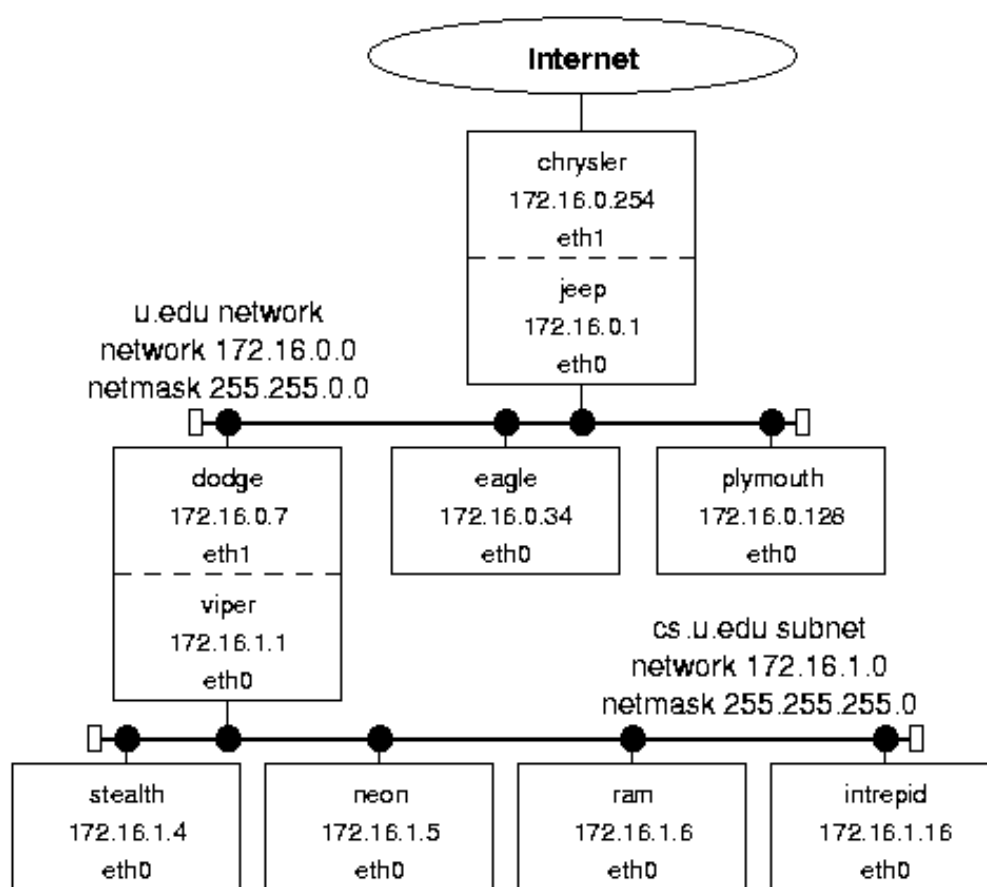 Internet
chrysler
172.16.0.254
eth1
jeep
172.16.0.1
eth0
u.edu network
network 172.16.0.0
netmask 255.255.0.0
dodge
172.16.0.7
eth1
viper
172.16.1.1
eth0
eagle
172.16.0.34
eth0
plymouth
172.16.0.128
eth0
cs.u.edu subnet
network 172.16.1.0
netmask 255.255.255.0
stealth
172.16.1.4
eth0
neon
172.16.1.5
eth0
ram
172.16.1.6
eth0
intrepid
172.16.1.16
eth0